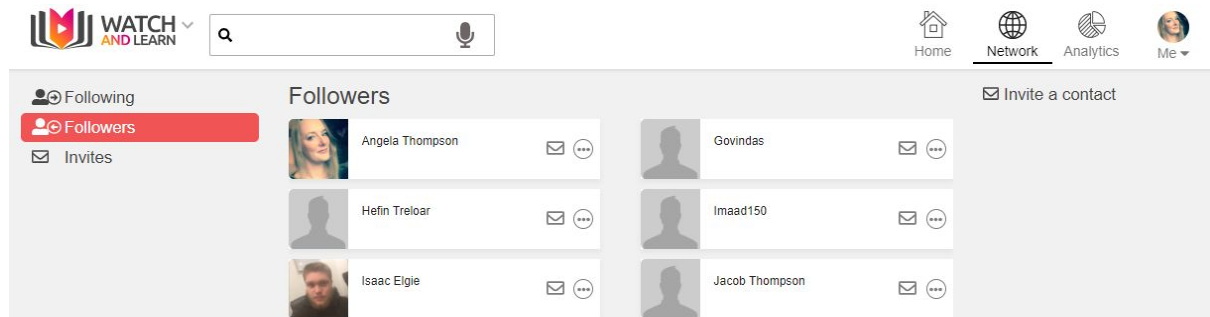 WATCH
AND LEARN
Home
Network
Analytics
Me
Following
Followers
Invites
Followers
Angela Thompson
Govindas
Hefin Treloar
Imaad150
Isaac Elgie
Jacob Thompson
Invite a contact